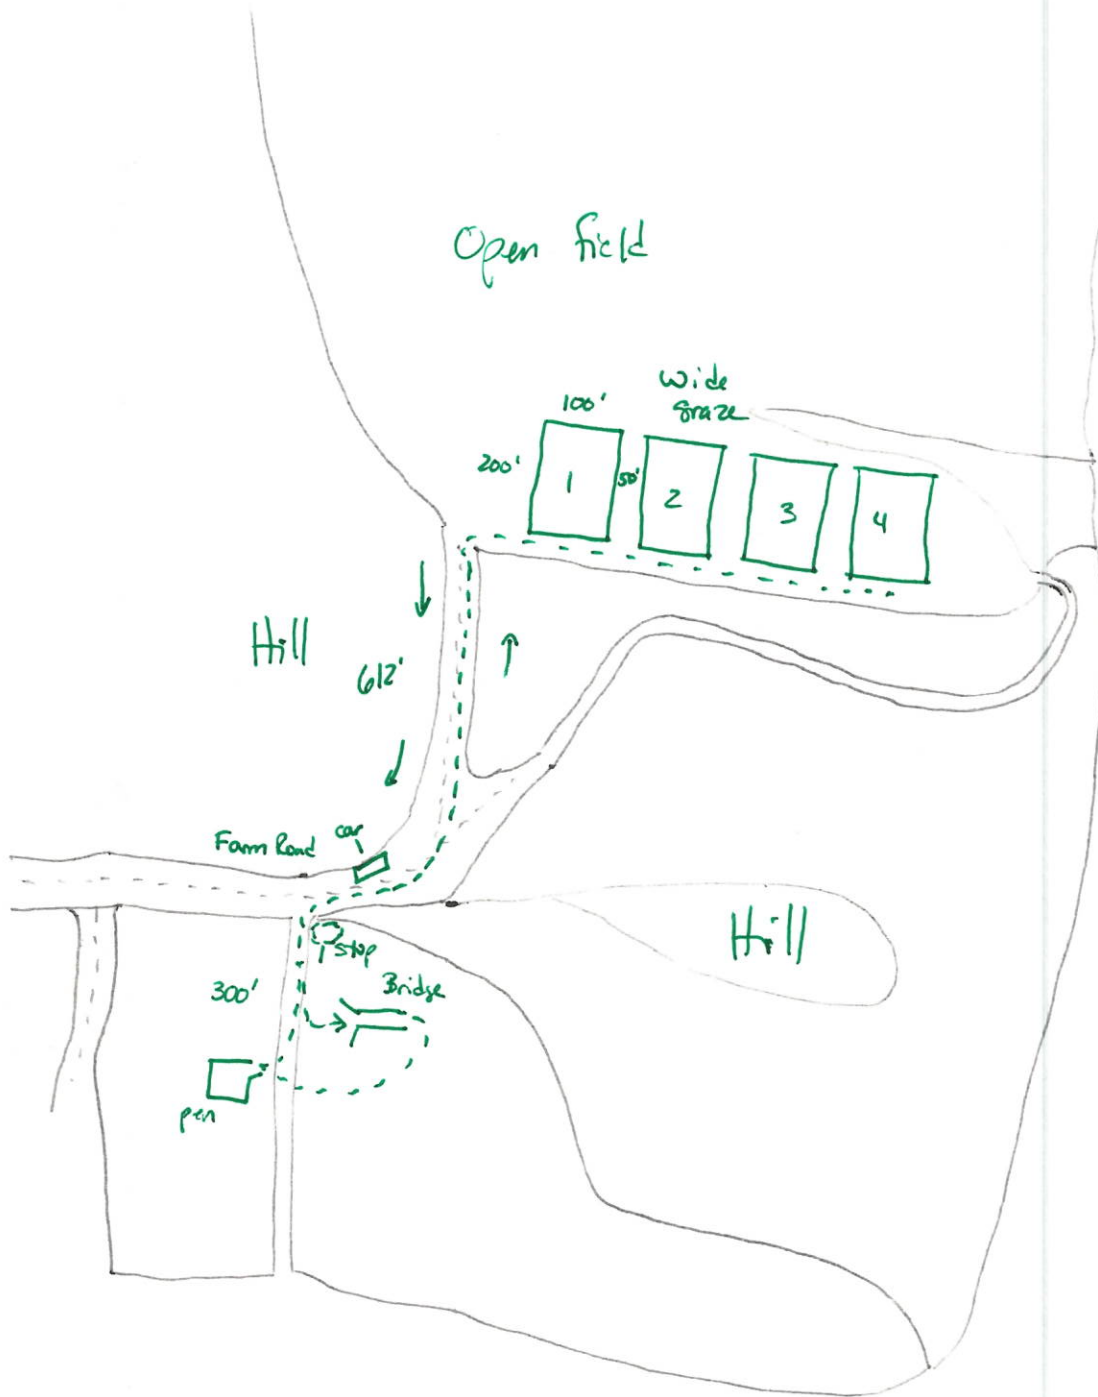 Open field
Wide
graze
100'
200'
50'
1
2
3
4
Hill
612'
Farm Road
car
Hill
stop
300'
Bridge
pen